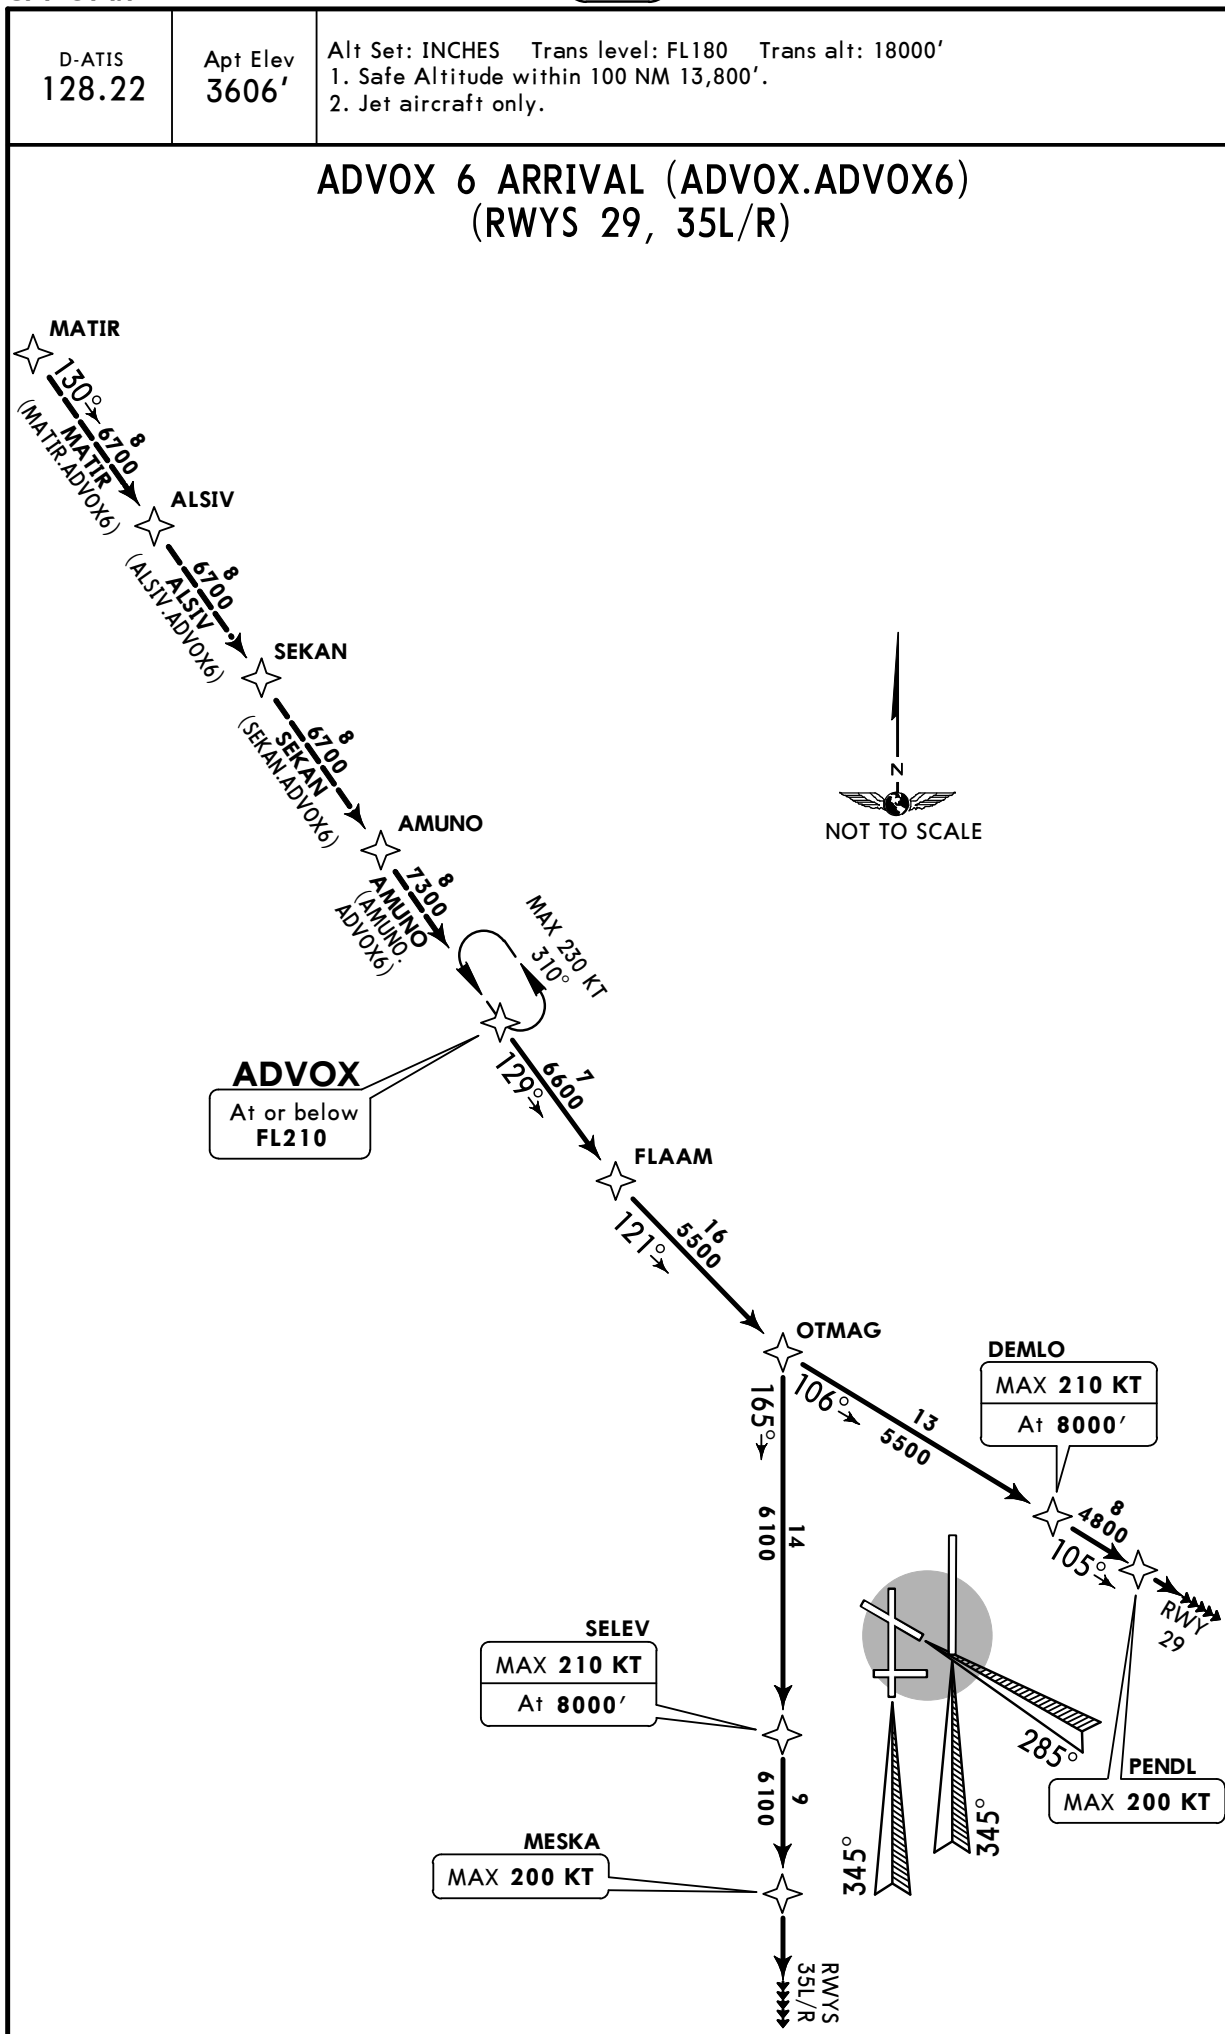 D-ATIS
128.22
Apt Elev
3606'
Alt Set: INCHES Trans level: FL180 Trans alt: 18000'
1. Safe Altitude within 100 NM 13,800'.
2. Jet aircraft only.
ADVOX 6 ARRIVAL (ADVOX.ADVOX6)
(RWYS 29, 35L/R)
MATIR
130°
8
6700
MATIR
(MATIR.ADVOX6)
ALSIV
8
6700
ALSIV
(ALSIV.ADVOX6)
SEKAN
8
6700
SEKAN
(SEKAN.ADVOX6)
N
NOT TO SCALE
AMUNO
8
7300
AMUNO
(AMUNO.
ADVOX6)
MAX 230 KT
310°
ADVOX
At or below
FL210
129°
7
6600
FLAAM
121°
16
5500
OTMAG
106°
13
5500
165°
14
6100
DEMLO
MAX 210 KT
At 8000'
8
4800
105°
RWY
29
SELEV
MAX 210 KT
At 8000'
9
6100
285°
345°
345°
PENDL
MAX 200 KT
MESKA
MAX 200 KT
RWYS
35L/R